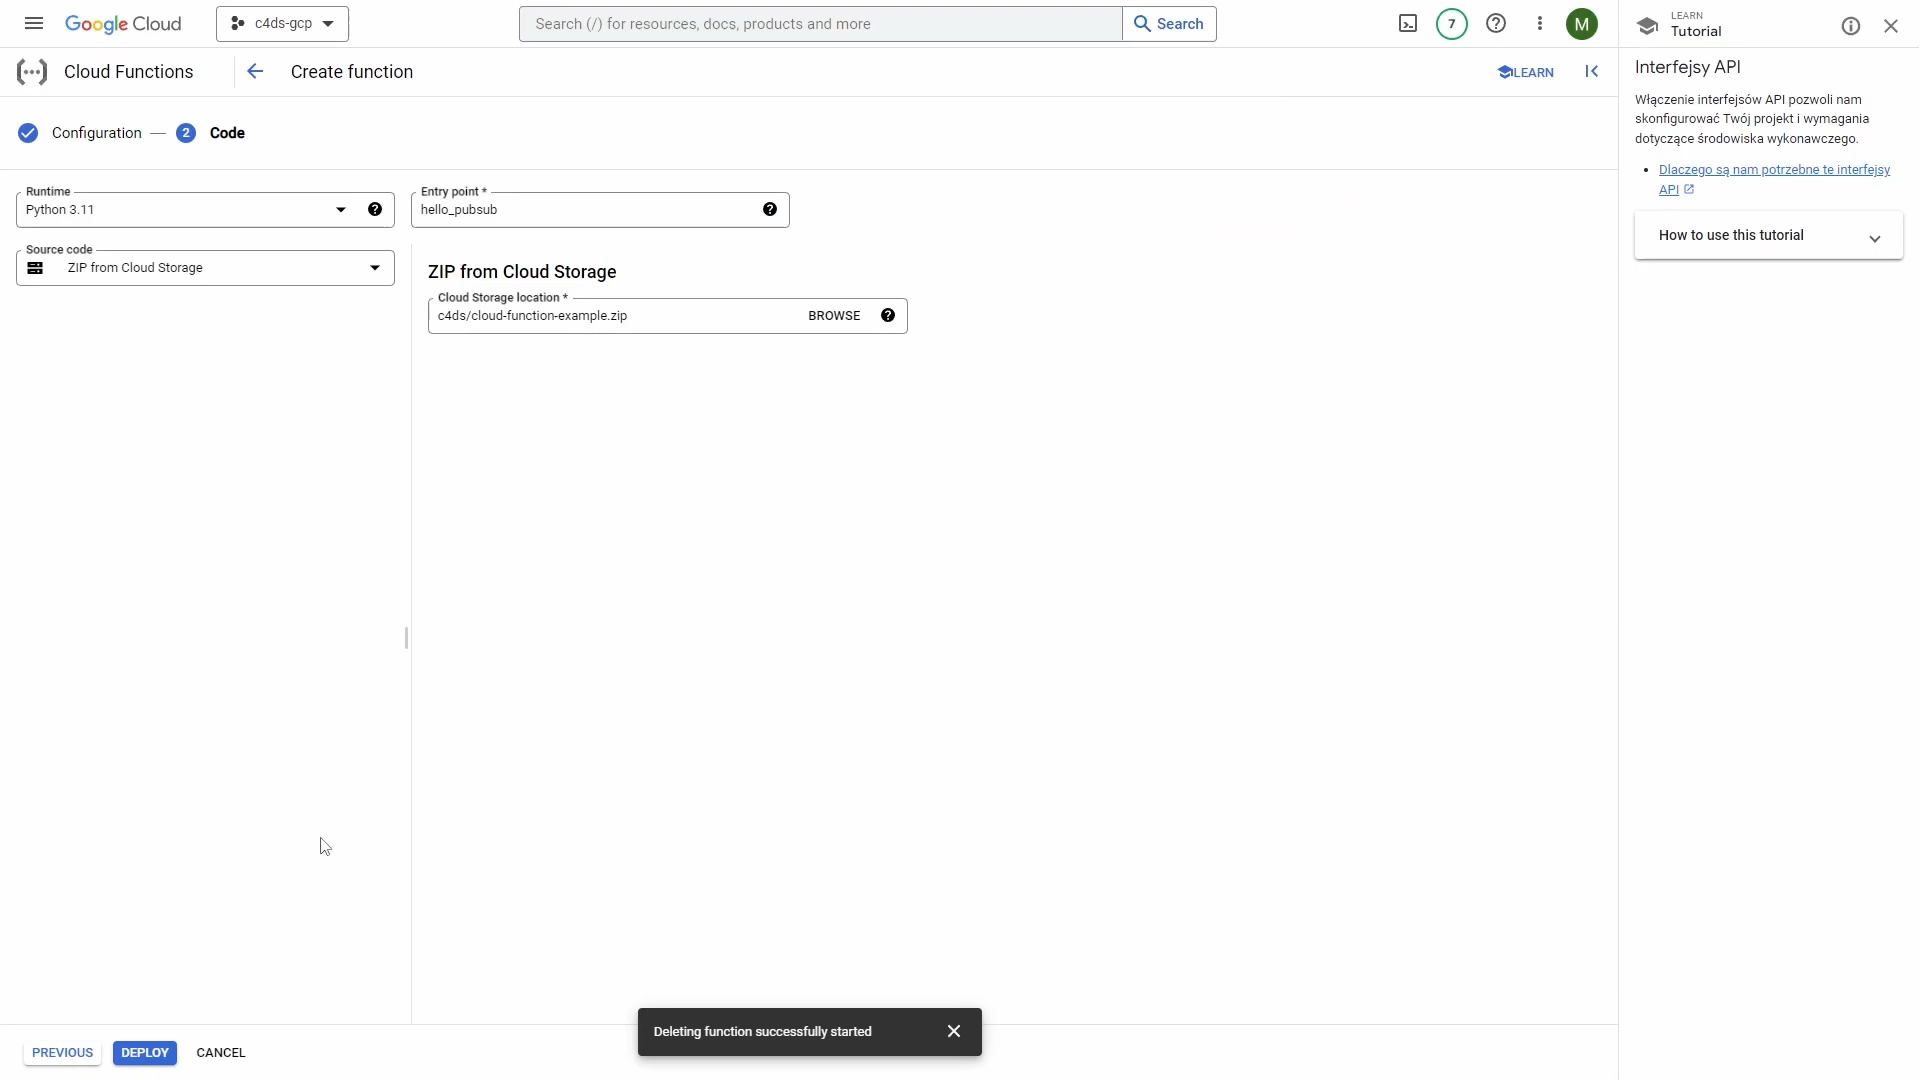 Google Cloud
c4ds-gcp
Search (/) for resources, docs, products and more
Search
7
M
LEARN
Tutorial
Cloud Functions
Create function
LEARN
Interfejsy API
Włączenie interfejsów API pozwoli nam
skonfigurować Twój projekt i wymagania
dotyczące środowiska wykonawczego.
Dlaczego są nam potrzebne te interfejsy
API
How to use this tutorial
Configuration
2
Code
Runtime
Python 3.11
Entry point *
hello_pubsub
Source code
ZIP from Cloud Storage
ZIP from Cloud Storage
Cloud Storage location *
c4ds/cloud-function-example.zip
BROWSE
Deleting function successfully started
PREVIOUS
DEPLOY
CANCEL